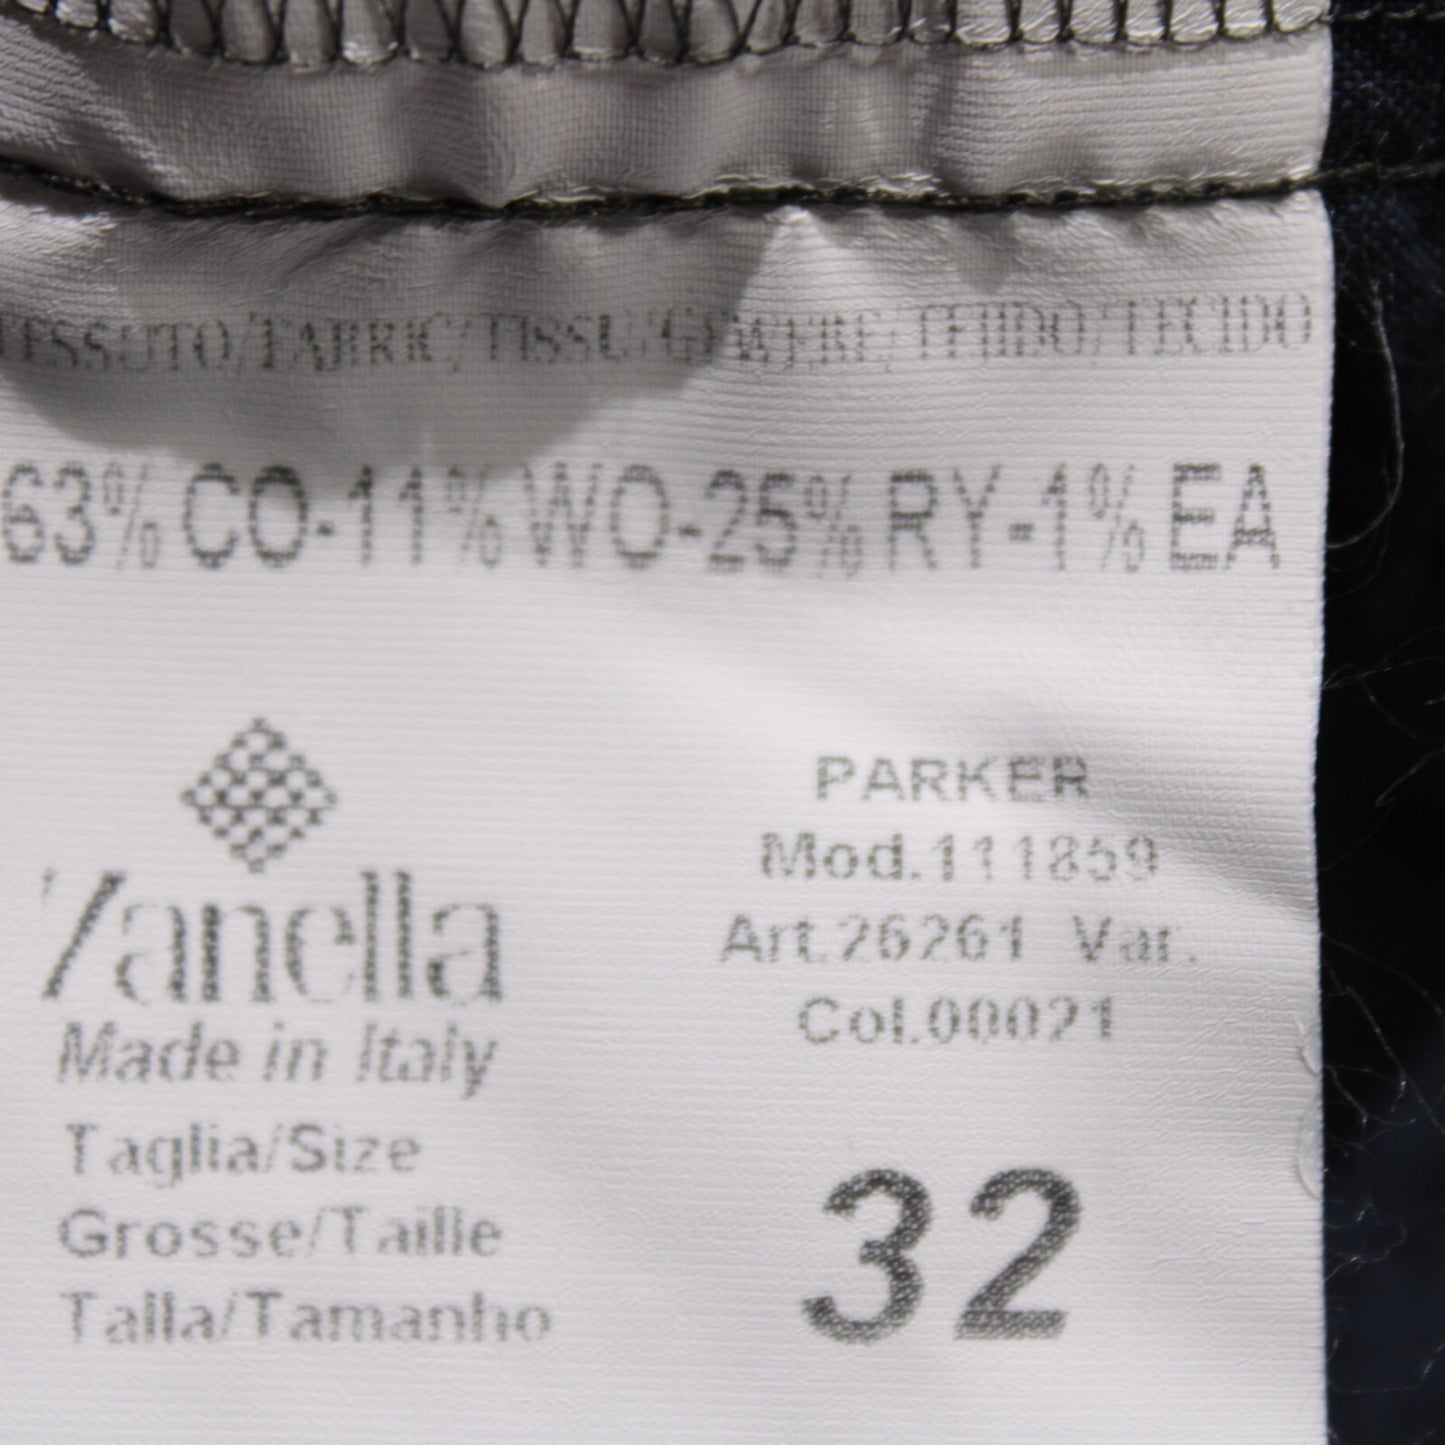 TESSUTO/FABRIC/TISSU/GEWEBE/TEJIDO/TECIDO
63% CO-11% WO-25% RY-1% EA
Zanella
Made in Italy
Taglia/Size
Grosse/Taille
Talla/Tamanho
PARKER
Mod.111859
Art.26261 Var.
Col.00021
32